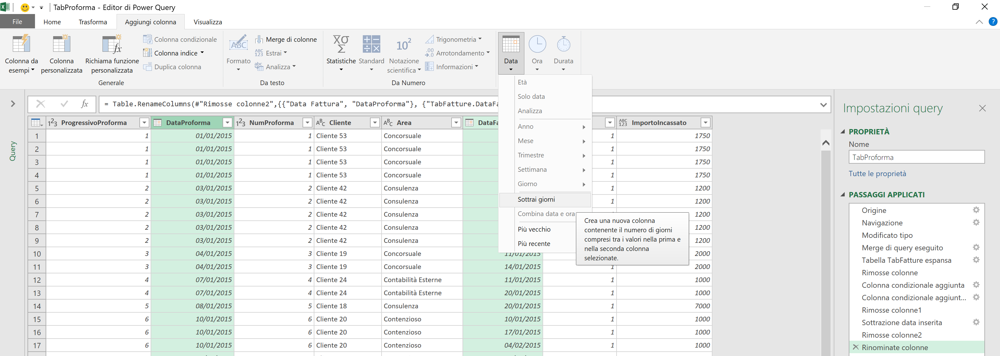 TabProforma - Editor di Power Query
File Home Trasforma Aggiungi colonna Visualizza
Colonna da esempi
Colonna personalizzata
Richiama funzione personalizzata
Colonna condizionale
Colonna indice
Duplica colonna
Generale
Formato
Merge di colonne
Estrai
Analizza
Da testo
Statistiche
Standard
Notazione scientifica
Trigonometria
Arrotondamento
Informazioni
Da Numero
Data
Ora
Durata
Età
Solo data
Analizza
Anno
Mese
Trimestre
Settimana
Giorno
Sottrai giorni
Combina data e ora
Più vecchio
Più recente
Crea una nuova colonna
contenente il numero di giorni
compresi tra i valori nella prima e
nella seconda colonna
selezionate.
Query
= Table.RenameColumns(#"Rimosse colonne2",{{"Data Fattura", "DataProforma"}, {"TabFatture.DataFa
ProgressivoProforma DataProforma NumProforma Cliente Area DataFa ImportoIncassato
1 1 01/01/2015 1 Cliente 53 Concorsuale 1 1750
2 1 01/01/2015 1 Cliente 53 Concorsuale 1 1750
3 1 01/01/2015 1 Cliente 53 Concorsuale 1 1750
4 1 01/01/2015 1 Cliente 53 Concorsuale 1 1750
5 2 03/01/2015 2 Cliente 42 Consulenza 1 1200
6 2 03/01/2015 2 Cliente 42 Consulenza 1 1200
7 2 03/01/2015 2 Cliente 42 Consulenza 1200
8 2 03/01/2015 2 Cliente 42 Consulenza 1200
9 2 03/01/2015 2 Cliente 42 Consulenza 1200
10 3 04/01/2015 3 Cliente 19 Concorsuale 11/01/2015 2000
11 3 04/01/2015 3 Cliente 19 Concorsuale 14/01/2015 1 2000
12 4 07/01/2015 4 Cliente 24 Contabilità Esterne 11/01/2015 1 1000
13 4 07/01/2015 4 Cliente 24 Contabilità Esterne 20/01/2015 1 1000
14 5 08/01/2015 5 Cliente 18 Consulenza 20/01/2015 1 7000
15 6 10/01/2015 6 Cliente 20 Contenzioso 10/01/2015 1 1000
16 6 10/01/2015 6 Cliente 20 Contenzioso 17/01/2015 1 1000
17 6 10/01/2015 6 Cliente 20 Contenzioso 04/02/2015 1 1000
Impostazioni query
PROPRIETÀ
Nome
TabProforma
Tutte le proprietà
PASSAGGI APPLICATI
Origine
Navigazione
Modificato tipo
Merge di query eseguito
Tabella TabFatture espansa
Rimosse colonne
Colonna condizionale aggiunta
Colonna condizionale aggiunt...
Rimosse colonne1
Sottrazione data inserita
Rimosse colonne2
Rinominate colonne